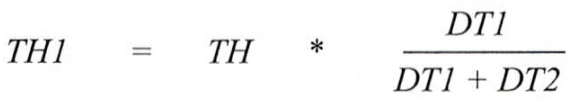 TH1 = TH * DT1
DT1 + DT2